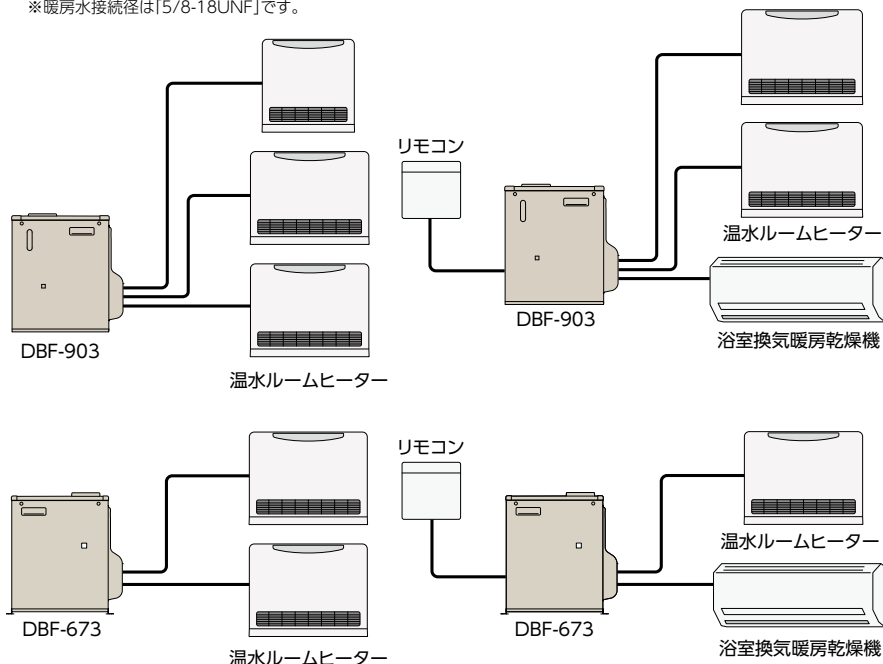 ※暖房水接続径は「5/8-18UNF」です。
リモコン
温水ルームヒーター
DBF-903
浴室換気暖房乾燥機
DBF-903
温水ルームヒーター
リモコン
温水ルームヒーター
DBF-673
DBF-673
浴室換気暖房乾燥機
温水ルームヒーター